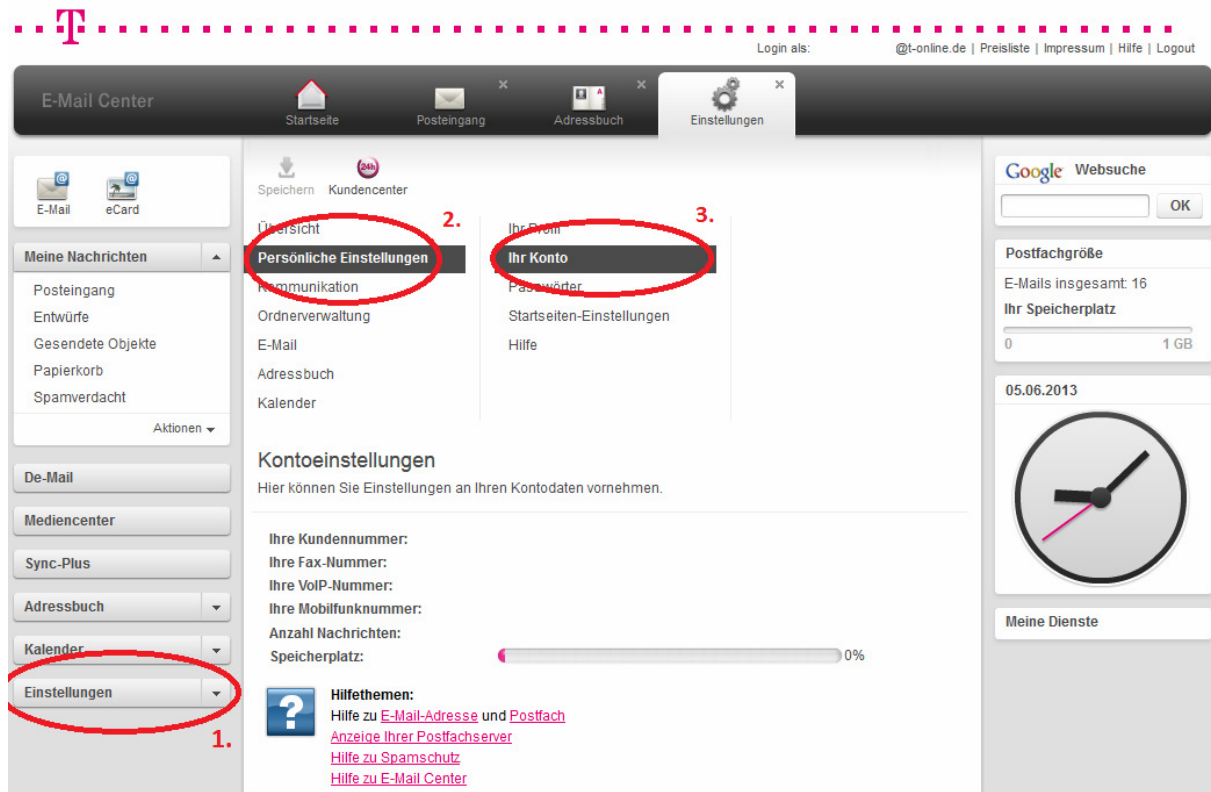 T
Login als: @t-online.de | Preisliste | Impressum | Hilfe | Logout
E-Mail Center
Startseite
Posteingang
Adressbuch
Einstellungen
E-Mail
eCard
Meine Nachrichten
Posteingang
Entwürfe
Gesendete Objekte
Papierkorb
Spamverdacht
Aktionen
De-Mail
Mediencenter
Sync-Plus
Adressbuch
Kalender
Einstellungen
1.
24h
Speichern
Kundencenter
2.
Übersicht
Persönliche Einstellungen
Kommunikation
Ordnerverwaltung
E-Mail
Adressbuch
Kalender
3.
Ihr Profil
Ihr Konto
Passwörter
Startseiten-Einstellungen
Hilfe
Kontoeinstellungen
Hier können Sie Einstellungen an Ihren Kontodaten vornehmen.
Ihre Kundennummer:
Ihre Fax-Nummer:
Ihre VoIP-Nummer:
Ihre Mobilfunknummer:
Anzahl Nachrichten:
Speicherplatz: 0%
?
Hilfethemen:
Hilfe zu E-Mail-Adresse und Postfach
Anzeige Ihrer Postfachserver
Hilfe zu Spamschutz
Hilfe zu E-Mail Center
Google Websuche
OK
Postfachgröße
E-Mails insgesamt: 16
Ihr Speicherplatz
0 1 GB
05.06.2013
Meine Dienste